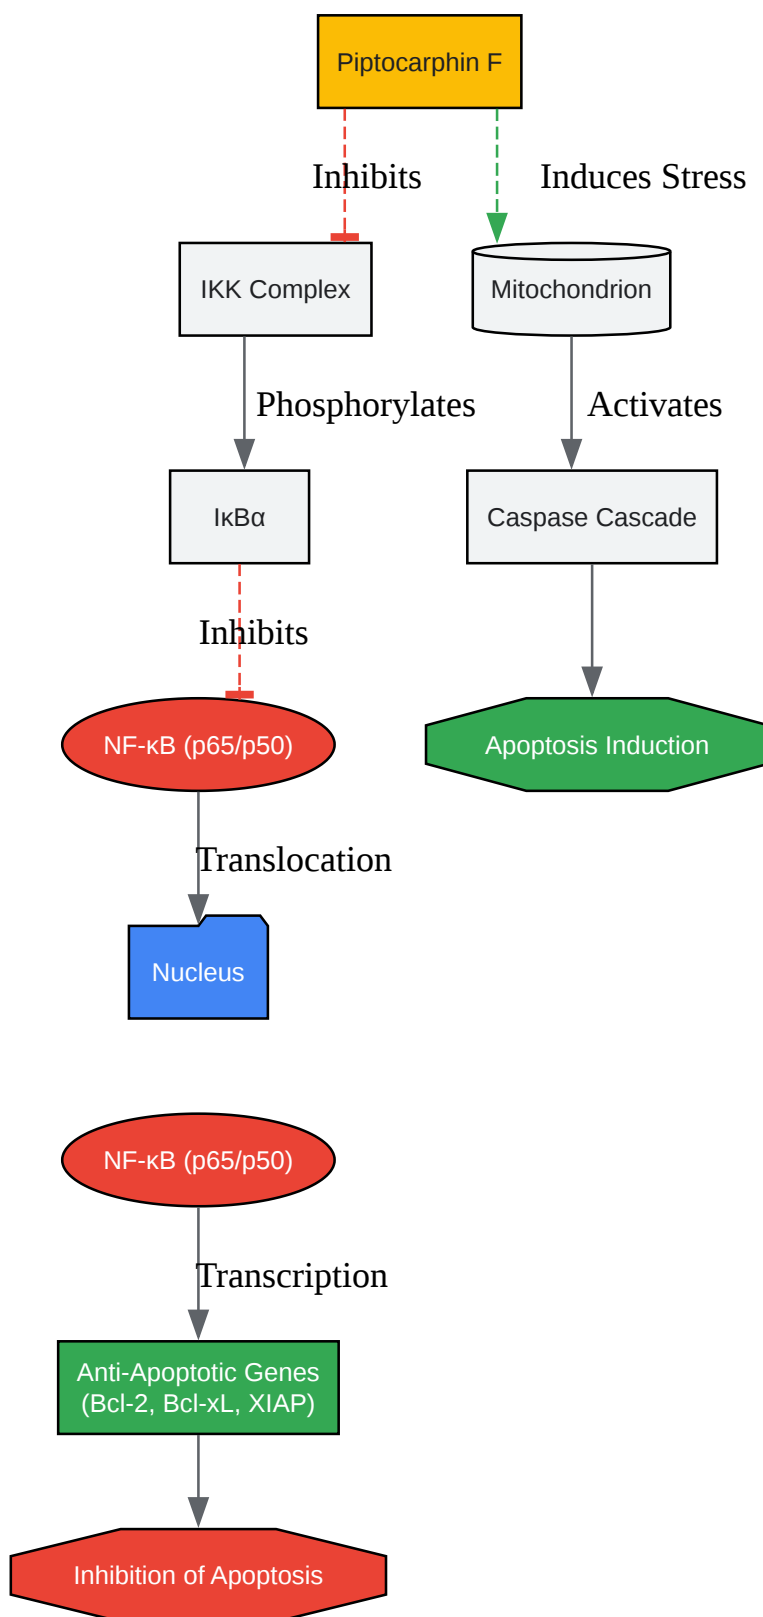 Piptocarphin F
Inhibits
Induces Stress
IKK Complex
Mitochondrion
Phosphorylates
Activates
IκBα
Caspase Cascade
Inhibits
NF-κB (p65/p50)
Apoptosis Induction
Translocation
Nucleus
NF-κB (p65/p50)
Transcription
Anti-Apoptotic Genes
(Bcl-2, Bcl-xL, XIAP)
Inhibition of Apoptosis